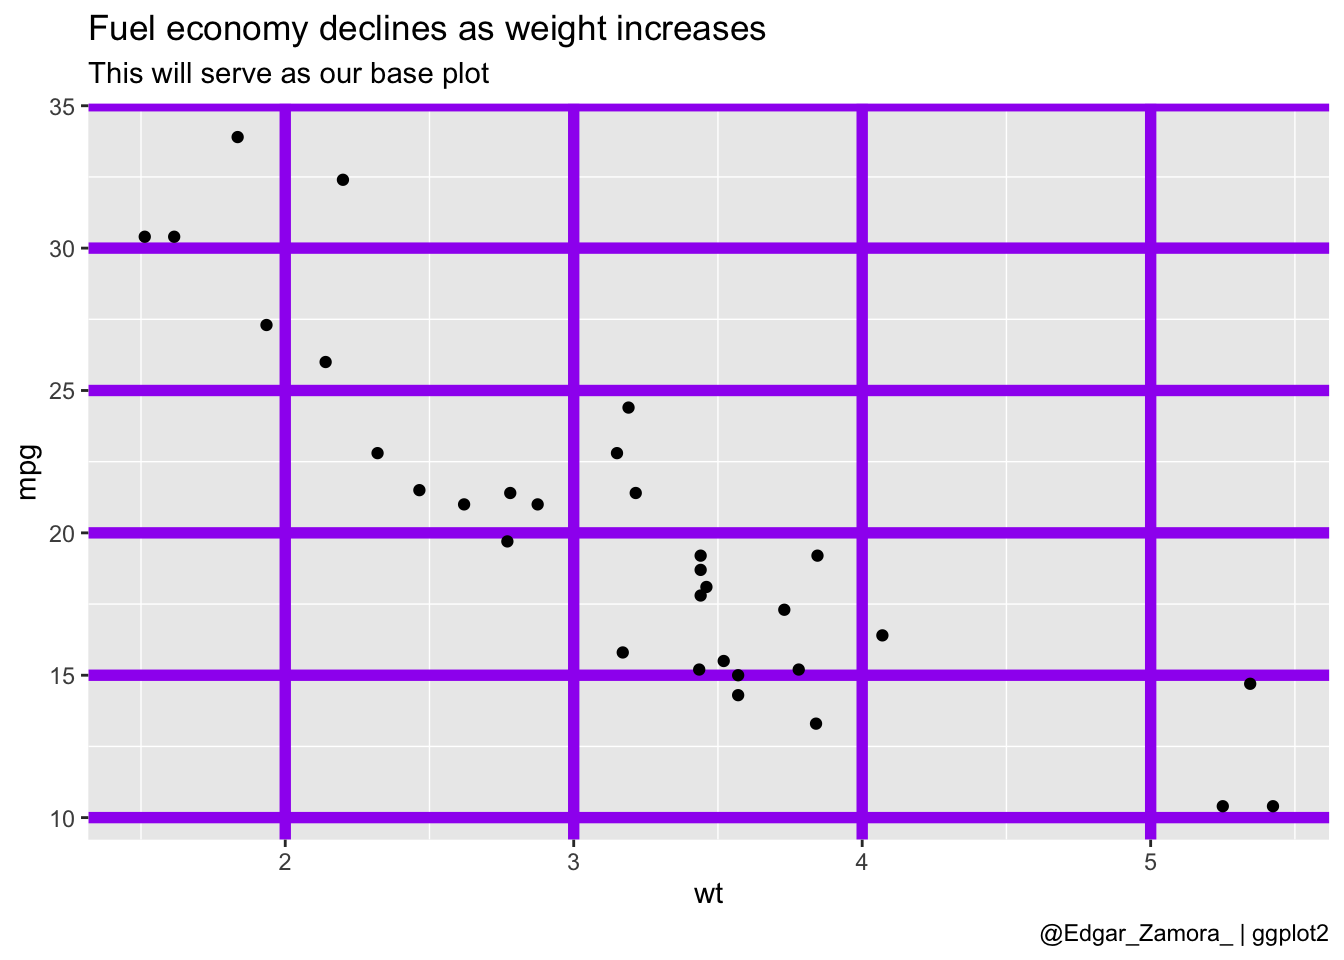 Fuel economy declines as weight increases
This will serve as our base plot
35
30
25
20
15
10
mpg
2 3 4 5
wt
@Edgar_Zamora_ | ggplot2